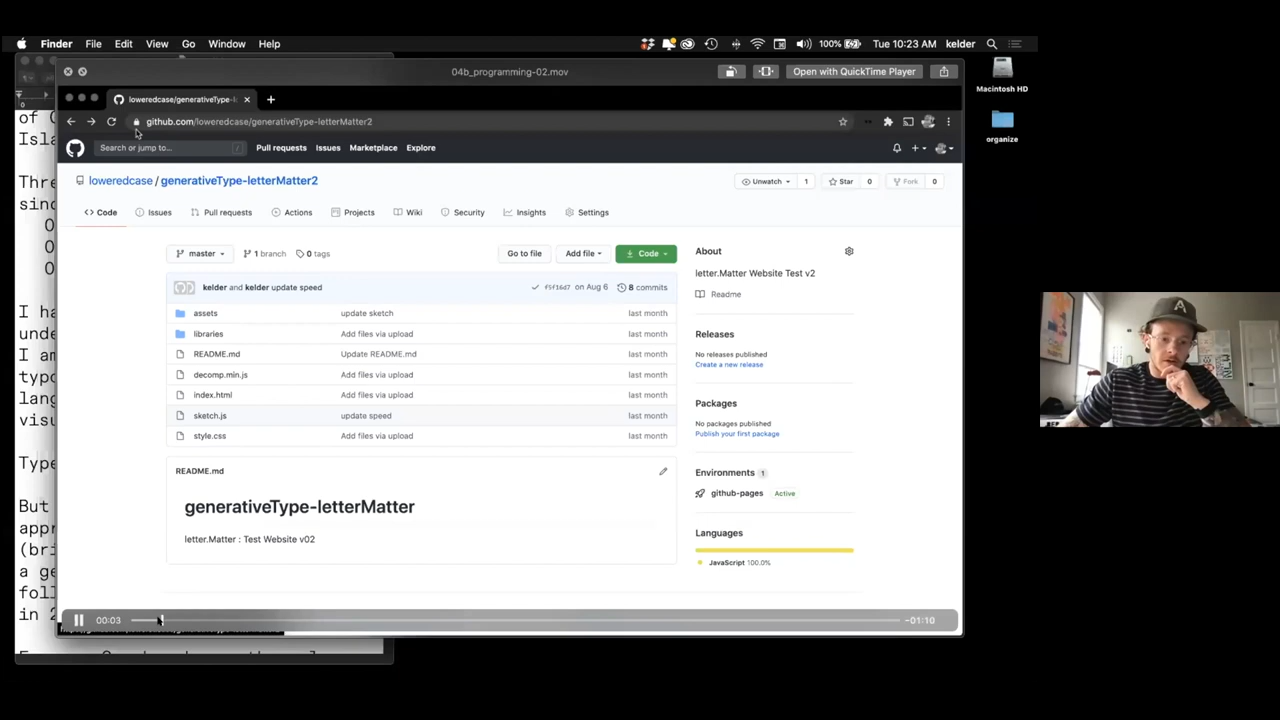 Finder File Edit View Go Window Help 100% Tue 10:23 AM kelder
04b_programming-02.mov Open with QuickTime Player
loweredcase/generativeType-l
github.com/loweredcase/generativeType-letterMatter2
Search or jump to... / Pull requests Issues Marketplace Explore
loweredcase / generativeType-letterMatter2 Unwatch 1 Star 0 Fork 0
<> Code Issues Pull requests Actions Projects Wiki Security Insights Settings
master 1 branch 0 tags Go to file Add file Code
kelder and kelder update speed f5f16d7 on Aug 6 8 commits
assets update sketch last month
libraries Add files via upload last month
README.md Update README.md last month
decomp.min.js Add files via upload last month
index.html Add files via upload last month
sketch.js update speed last month
style.css Add files via upload last month
README.md
generativeType-letterMatter
letter.Matter : Test Website v02
About
letter.Matter Website Test v2
Readme
Releases
No releases published
Create a new release
Packages
No packages published
Publish your first package
Environments 1
github-pages Active
Languages
JavaScript 100.0%
00:03 -01:10
of
Isla
Thre
sinc
O
O
O
I ha
unde
I am
typo
lang
visu
Type
But
appr
(bri
a ge
foll
in 2
Macintosh HD
organize
A